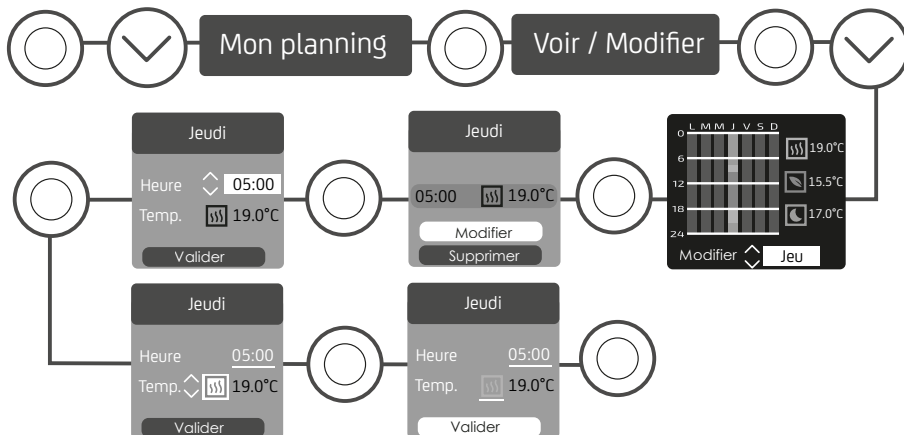 Mon planning
Voir / Modifier
L M M J V S D
0
6
12
18
24
19.0°C
15.5°C
17.0°C
Modifier Jeu
Jeudi
05:00 19.0°C
Modifier
Supprimer
Jeudi
Heure 05:00
Temp. 19.0°C
Valider
Jeudi
Heure 05:00
Temp. 19.0°C
Valider
Jeudi
Heure 05:00
Temp. 19.0°C
Valider